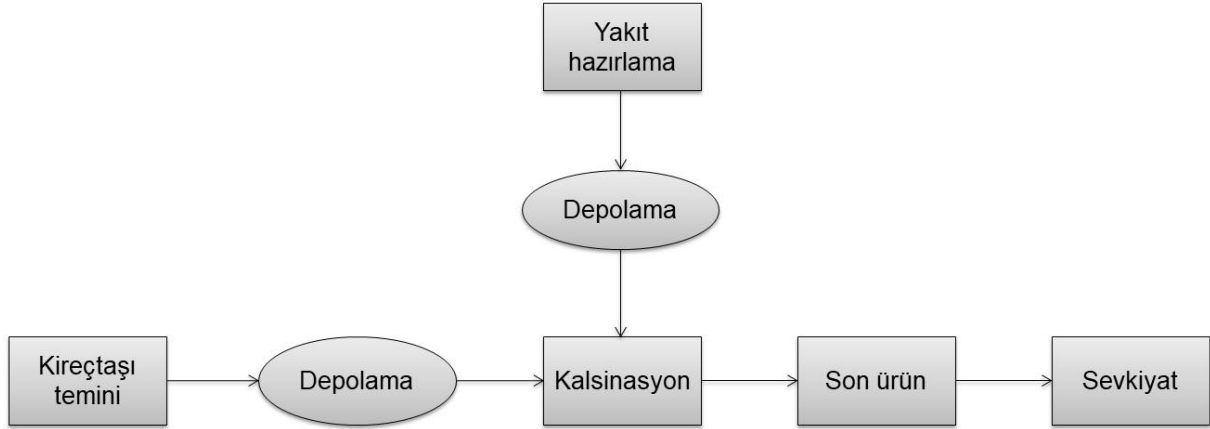 Yakıt
hazırlama
Depolama
Kireçtaşı
temini
Depolama
Kalsinasyon
Son ürün
Sevkiyat